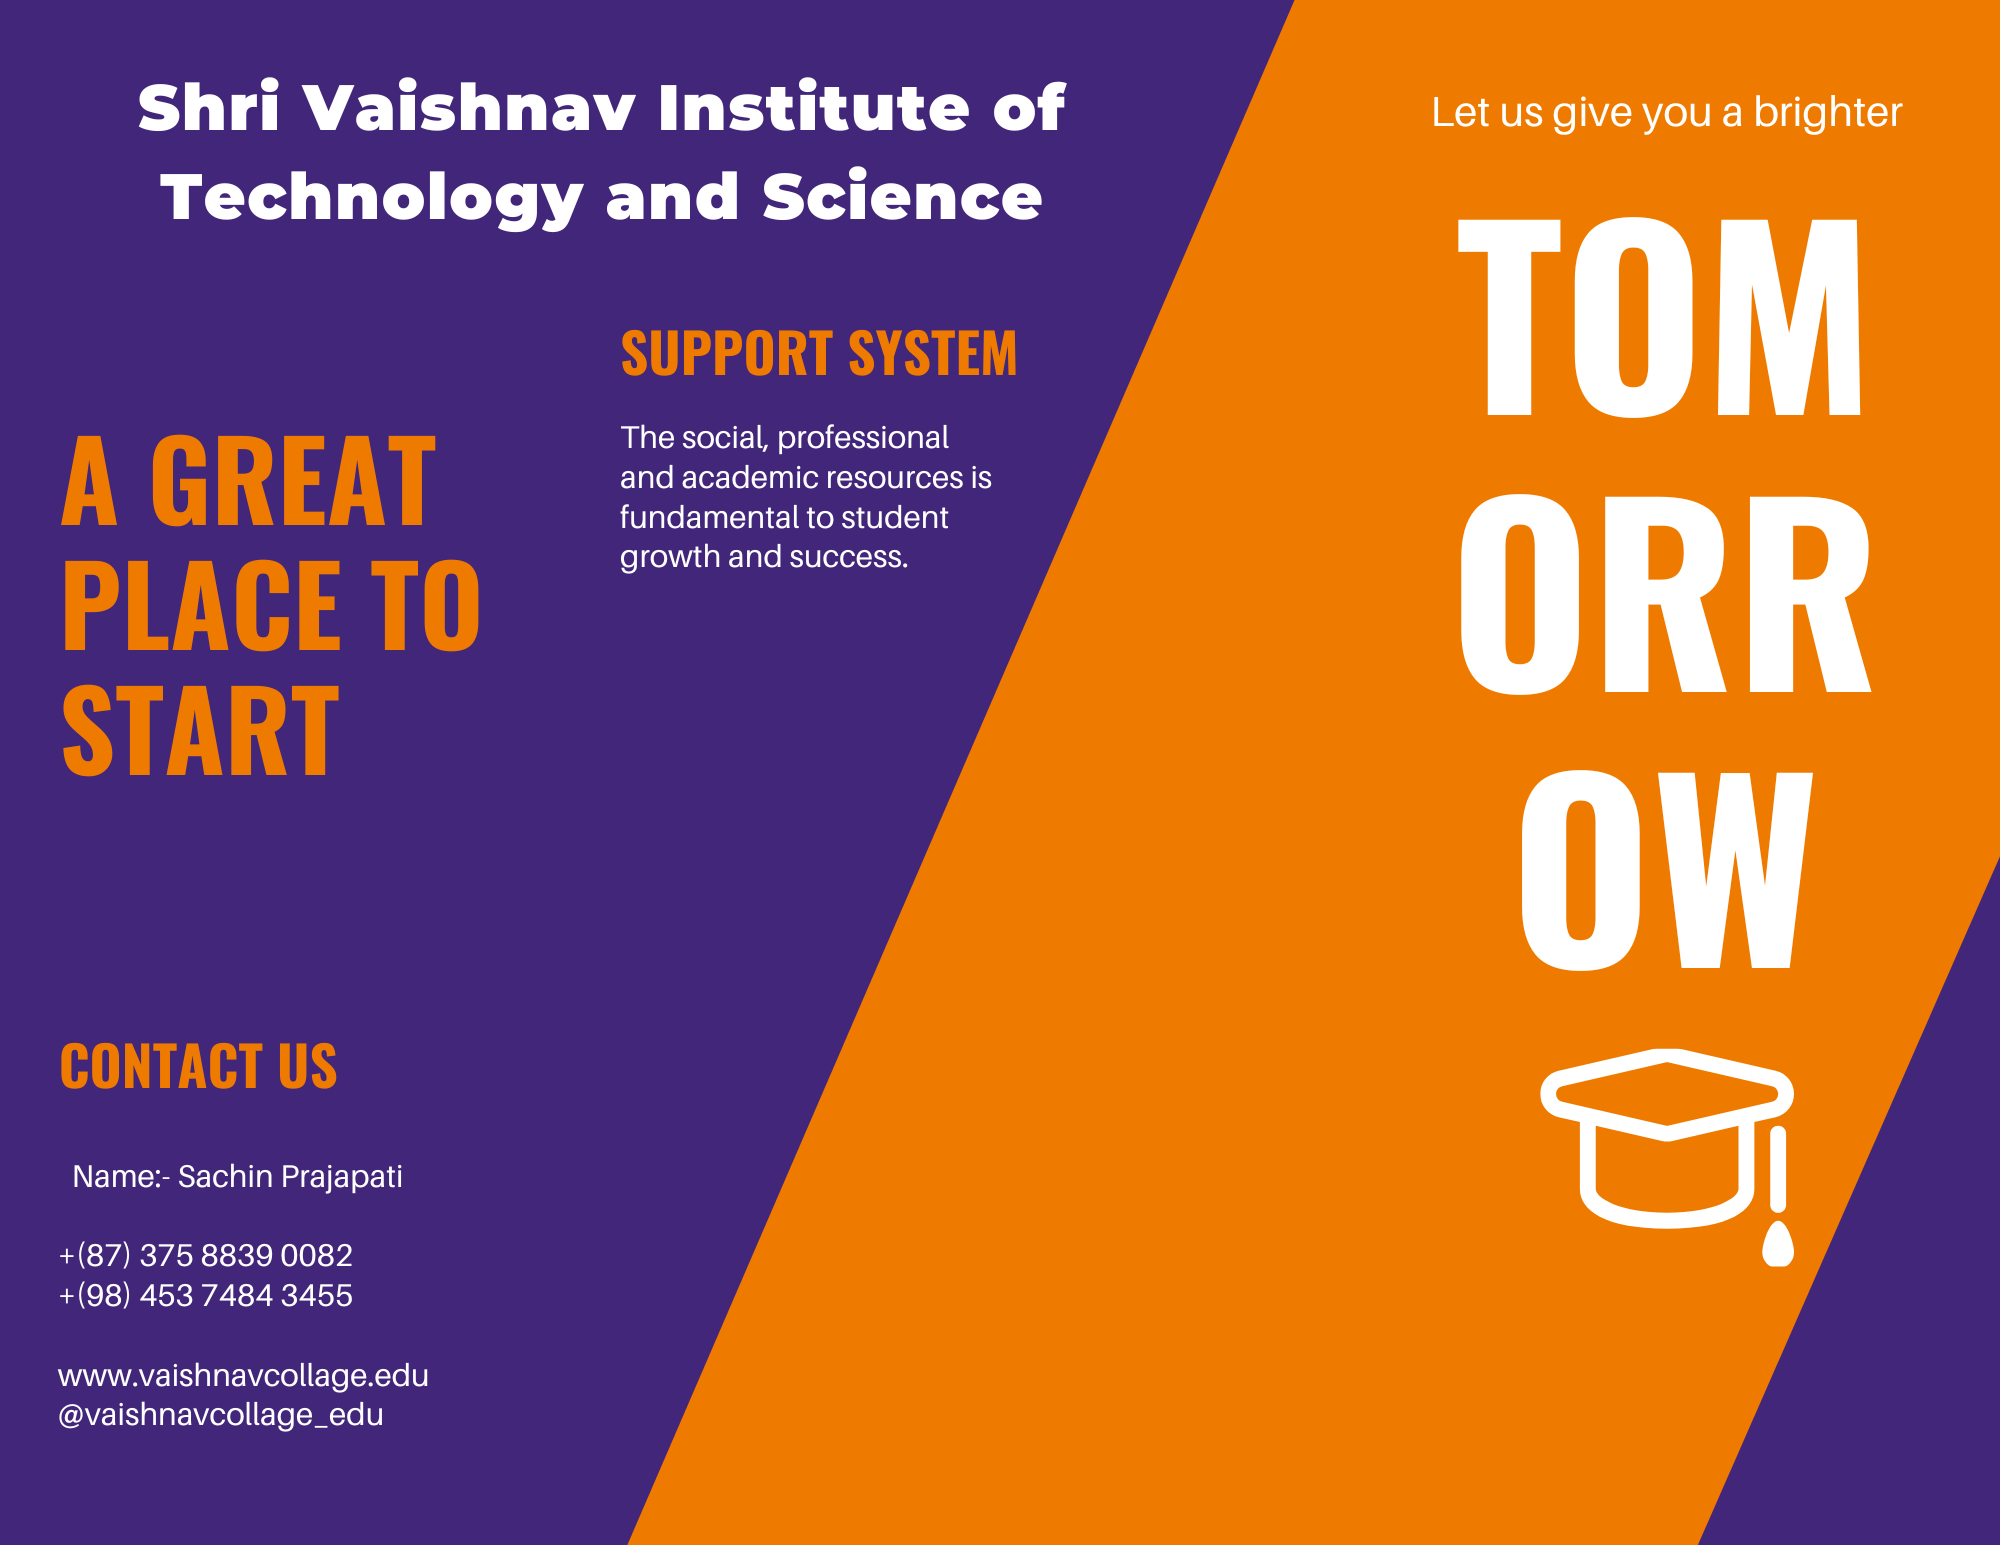 Shri Vaishnav Institute of
Technology and Science
A GREAT
PLACE TO
START
CONTACT US
Name:- Sachin Prajapati
+(87) 375 8839 0082
+(98) 453 7484 3455
www.vaishnavcollage.edu
@vaishnavcollage_edu
SUPPORT SYSTEM
The social, professional
and academic resources is
fundamental to student
growth and success.
Let us give you a brighter
TOM
ORR
OW